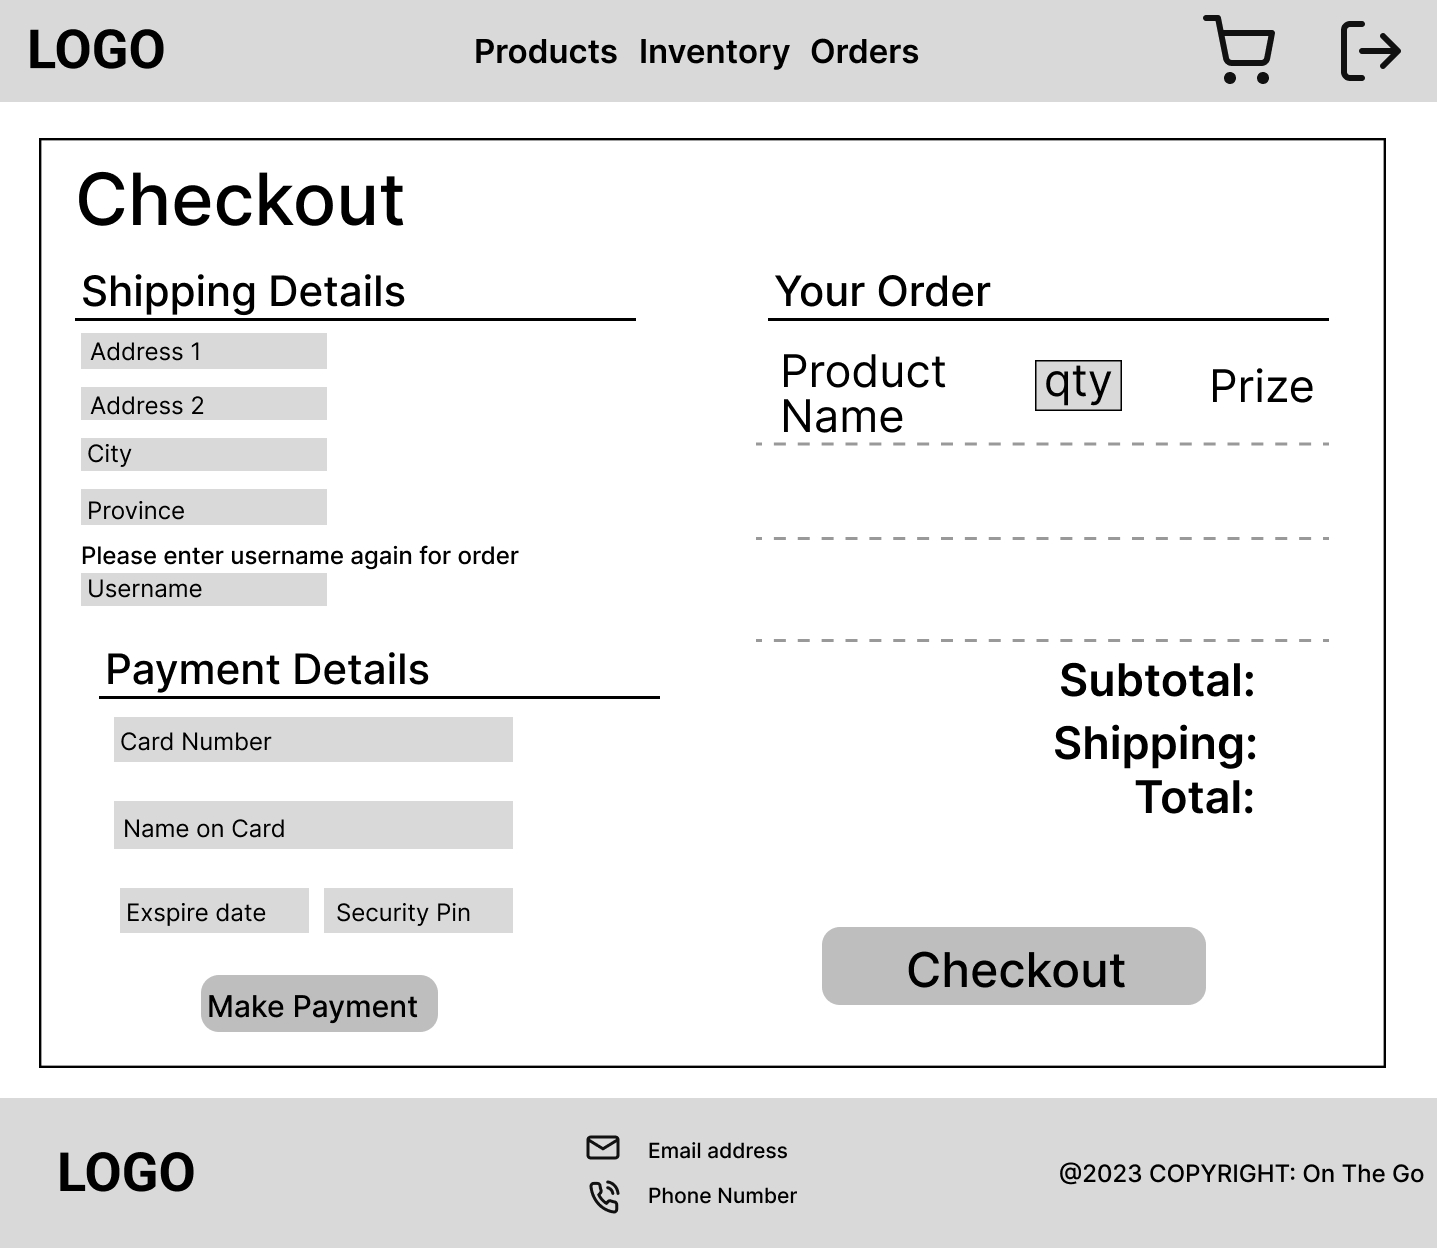 LOGO
Products Inventory Orders
Checkout
Shipping Details
Address 1
Address 2
City
Province
Please enter username again for order
Username
Payment Details
Card Number
Name on Card
Exspire date Security Pin
Make Payment
Your Order
Product
Name
qty
Prize
Subtotal:
Shipping:
Total:
Checkout
LOGO
Email address
Phone Number
@2023 COPYRIGHT: On The Go